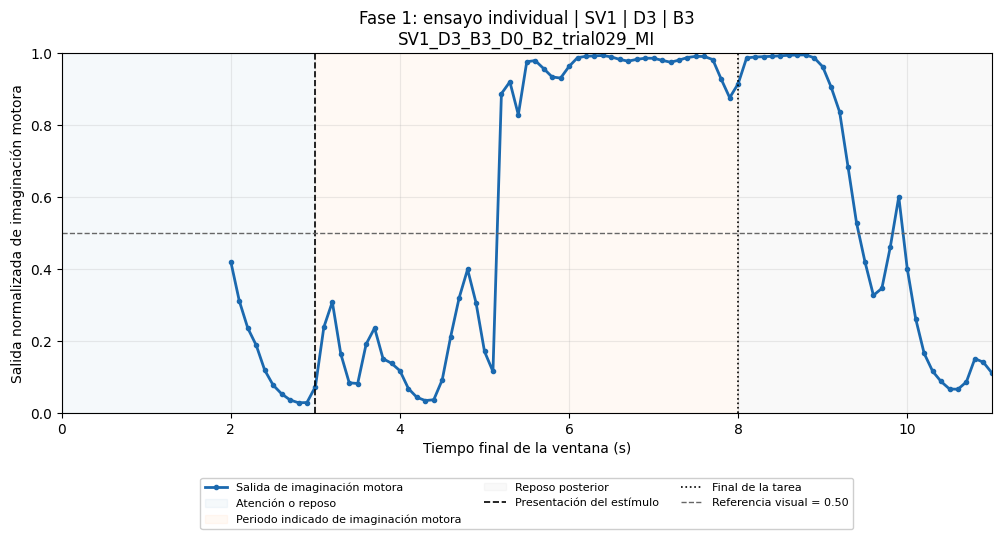 Fase 1: ensayo individual | SV1 | D3 | B3
SV1_D3_B3_D0_B2_trial029_MI
Salida normalizada de imaginación motora
1.0
0.8
0.6
0.4
0.2
0.0
0 2 4 6 8 10
Tiempo final de la ventana (s)
Salida de imaginación motora
Atención o reposo
Periodo indicado de imaginación motora
Reposo posterior
Presentación del estímulo
Final de la tarea
Referencia visual = 0.50